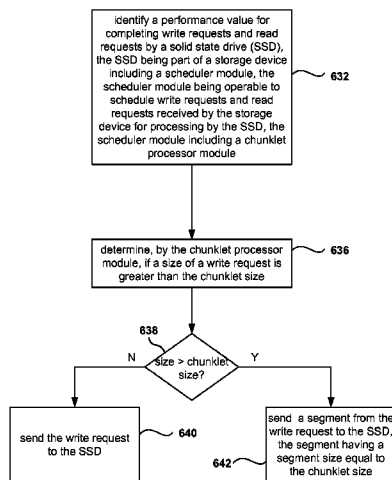 identify a performance value for
completing write requests and read
requests by a solid state drive (SSD),
the SSD being part of a storage device
including a scheduler module, the
scheduler module being operable to
schedule write requests and read
requests received by the storage
device for processing by the SSD, the
scheduler module including a chunklet
processor module
632
determine, by the chunklet processor
module, if a size of a write request is
greater than the chunklet size
636
638
N
size > chunklet
size?
Y
send the write request
to the SSD
640
send a segment from the
write request to the SSD,
the segment having a
segment size equal to
the chunklet size
642